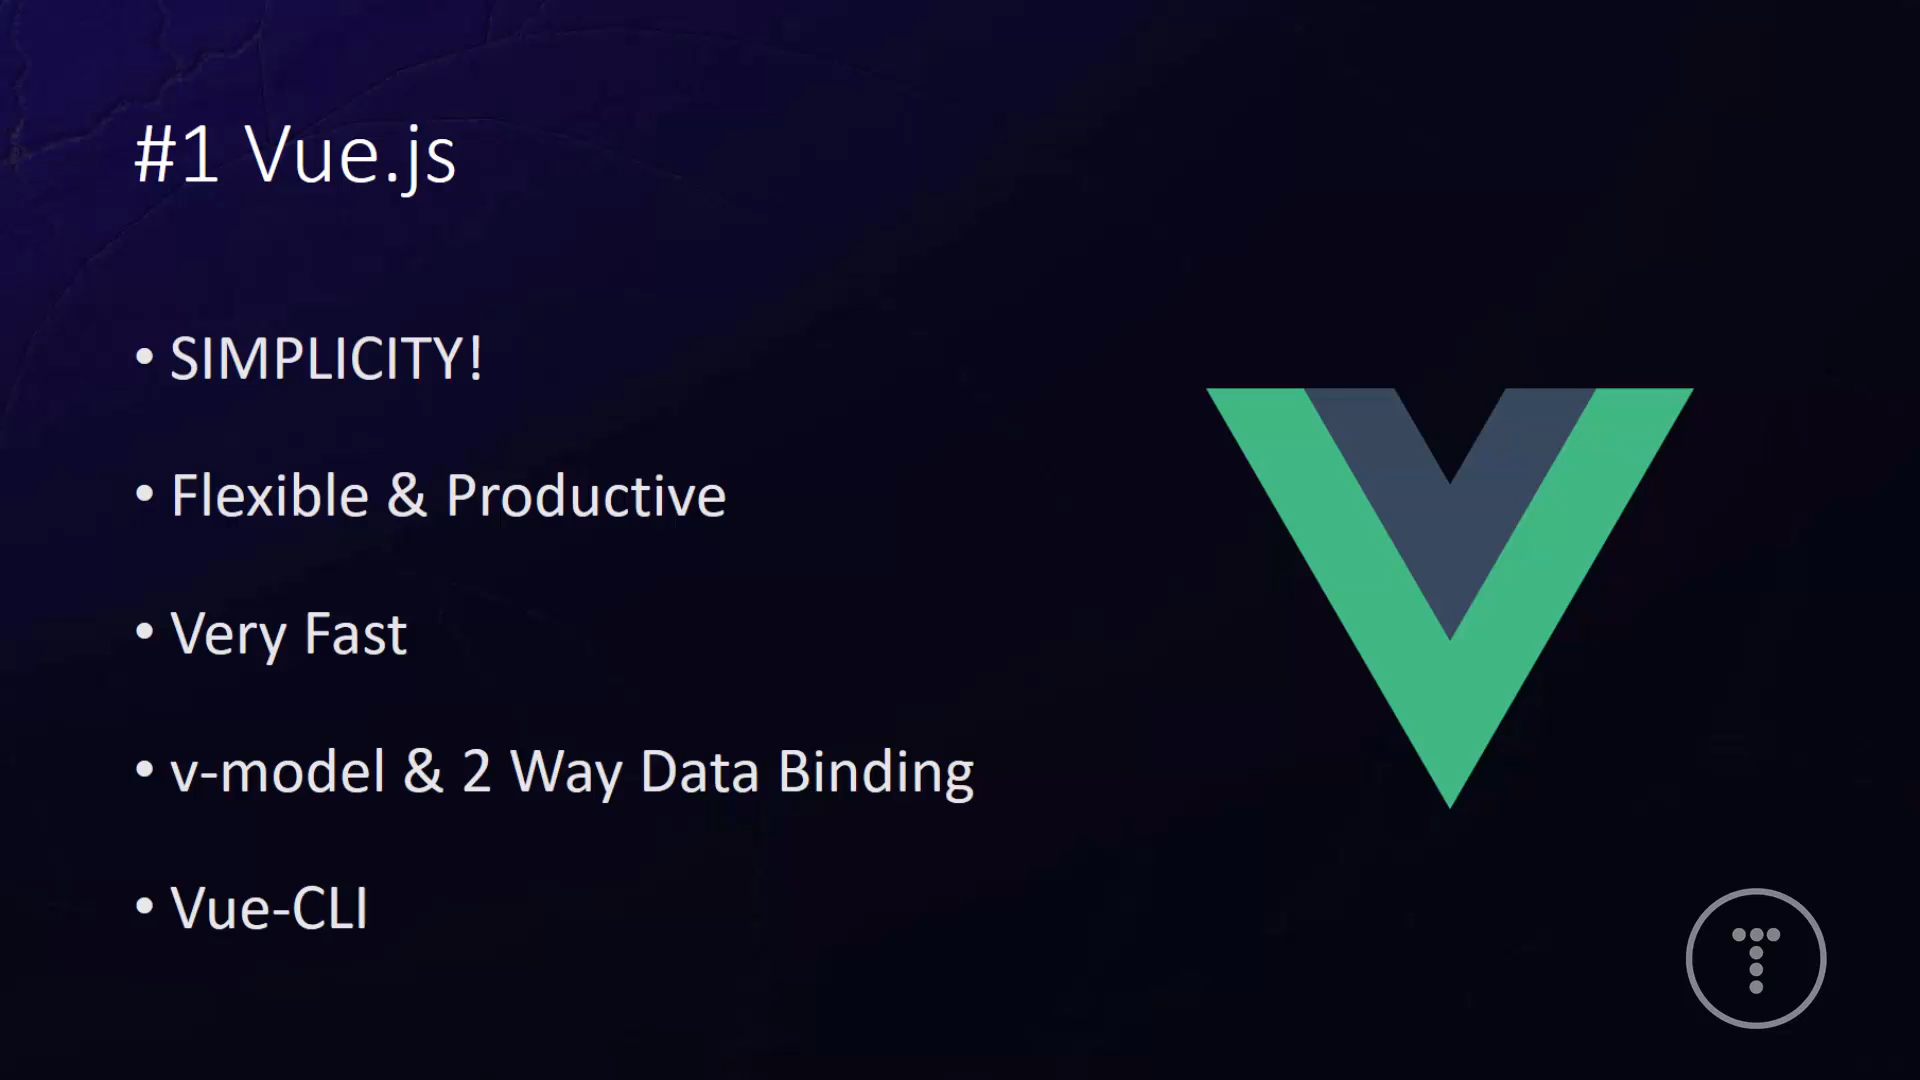 #1 Vue.js
• SIMPLICITY!
• Flexible & Productive
• Very Fast
• v-model & 2 Way Data Binding
• Vue-CLI
T